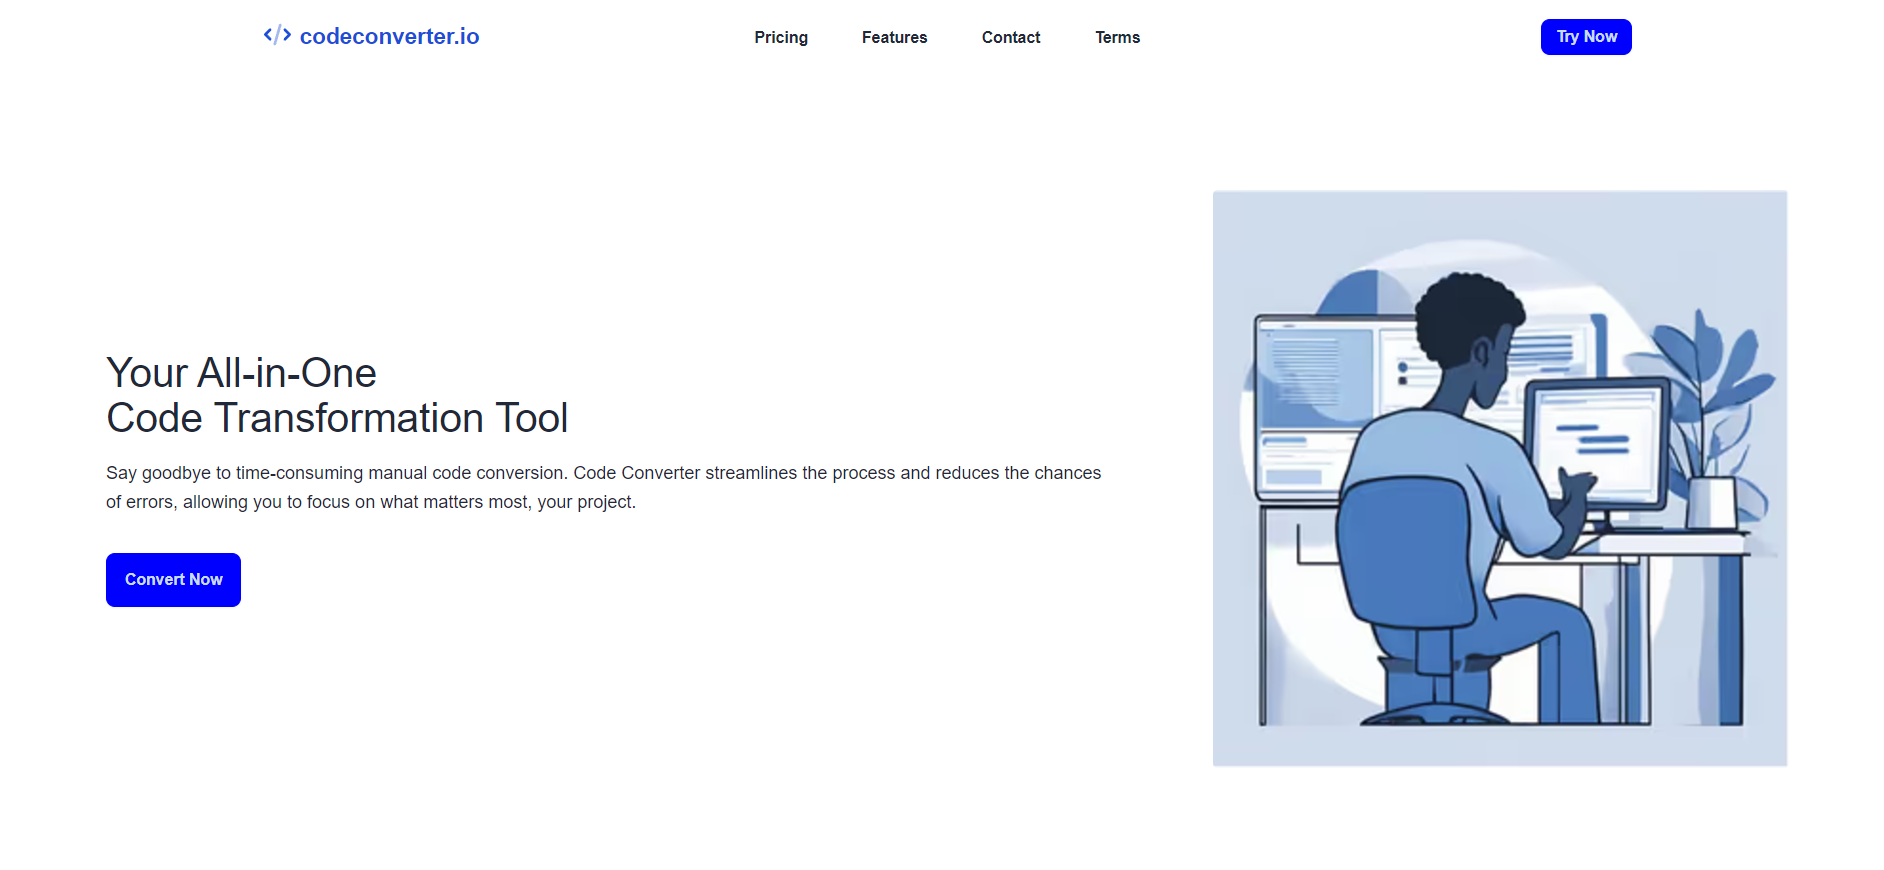 </> codeconverter.io
Pricing
Features
Contact
Terms
Try Now
Your All-in-One
Code Transformation Tool
Say goodbye to time-consuming manual code conversion. Code Converter streamlines the process and reduces the chances
of errors, allowing you to focus on what matters most, your project.
Convert Now